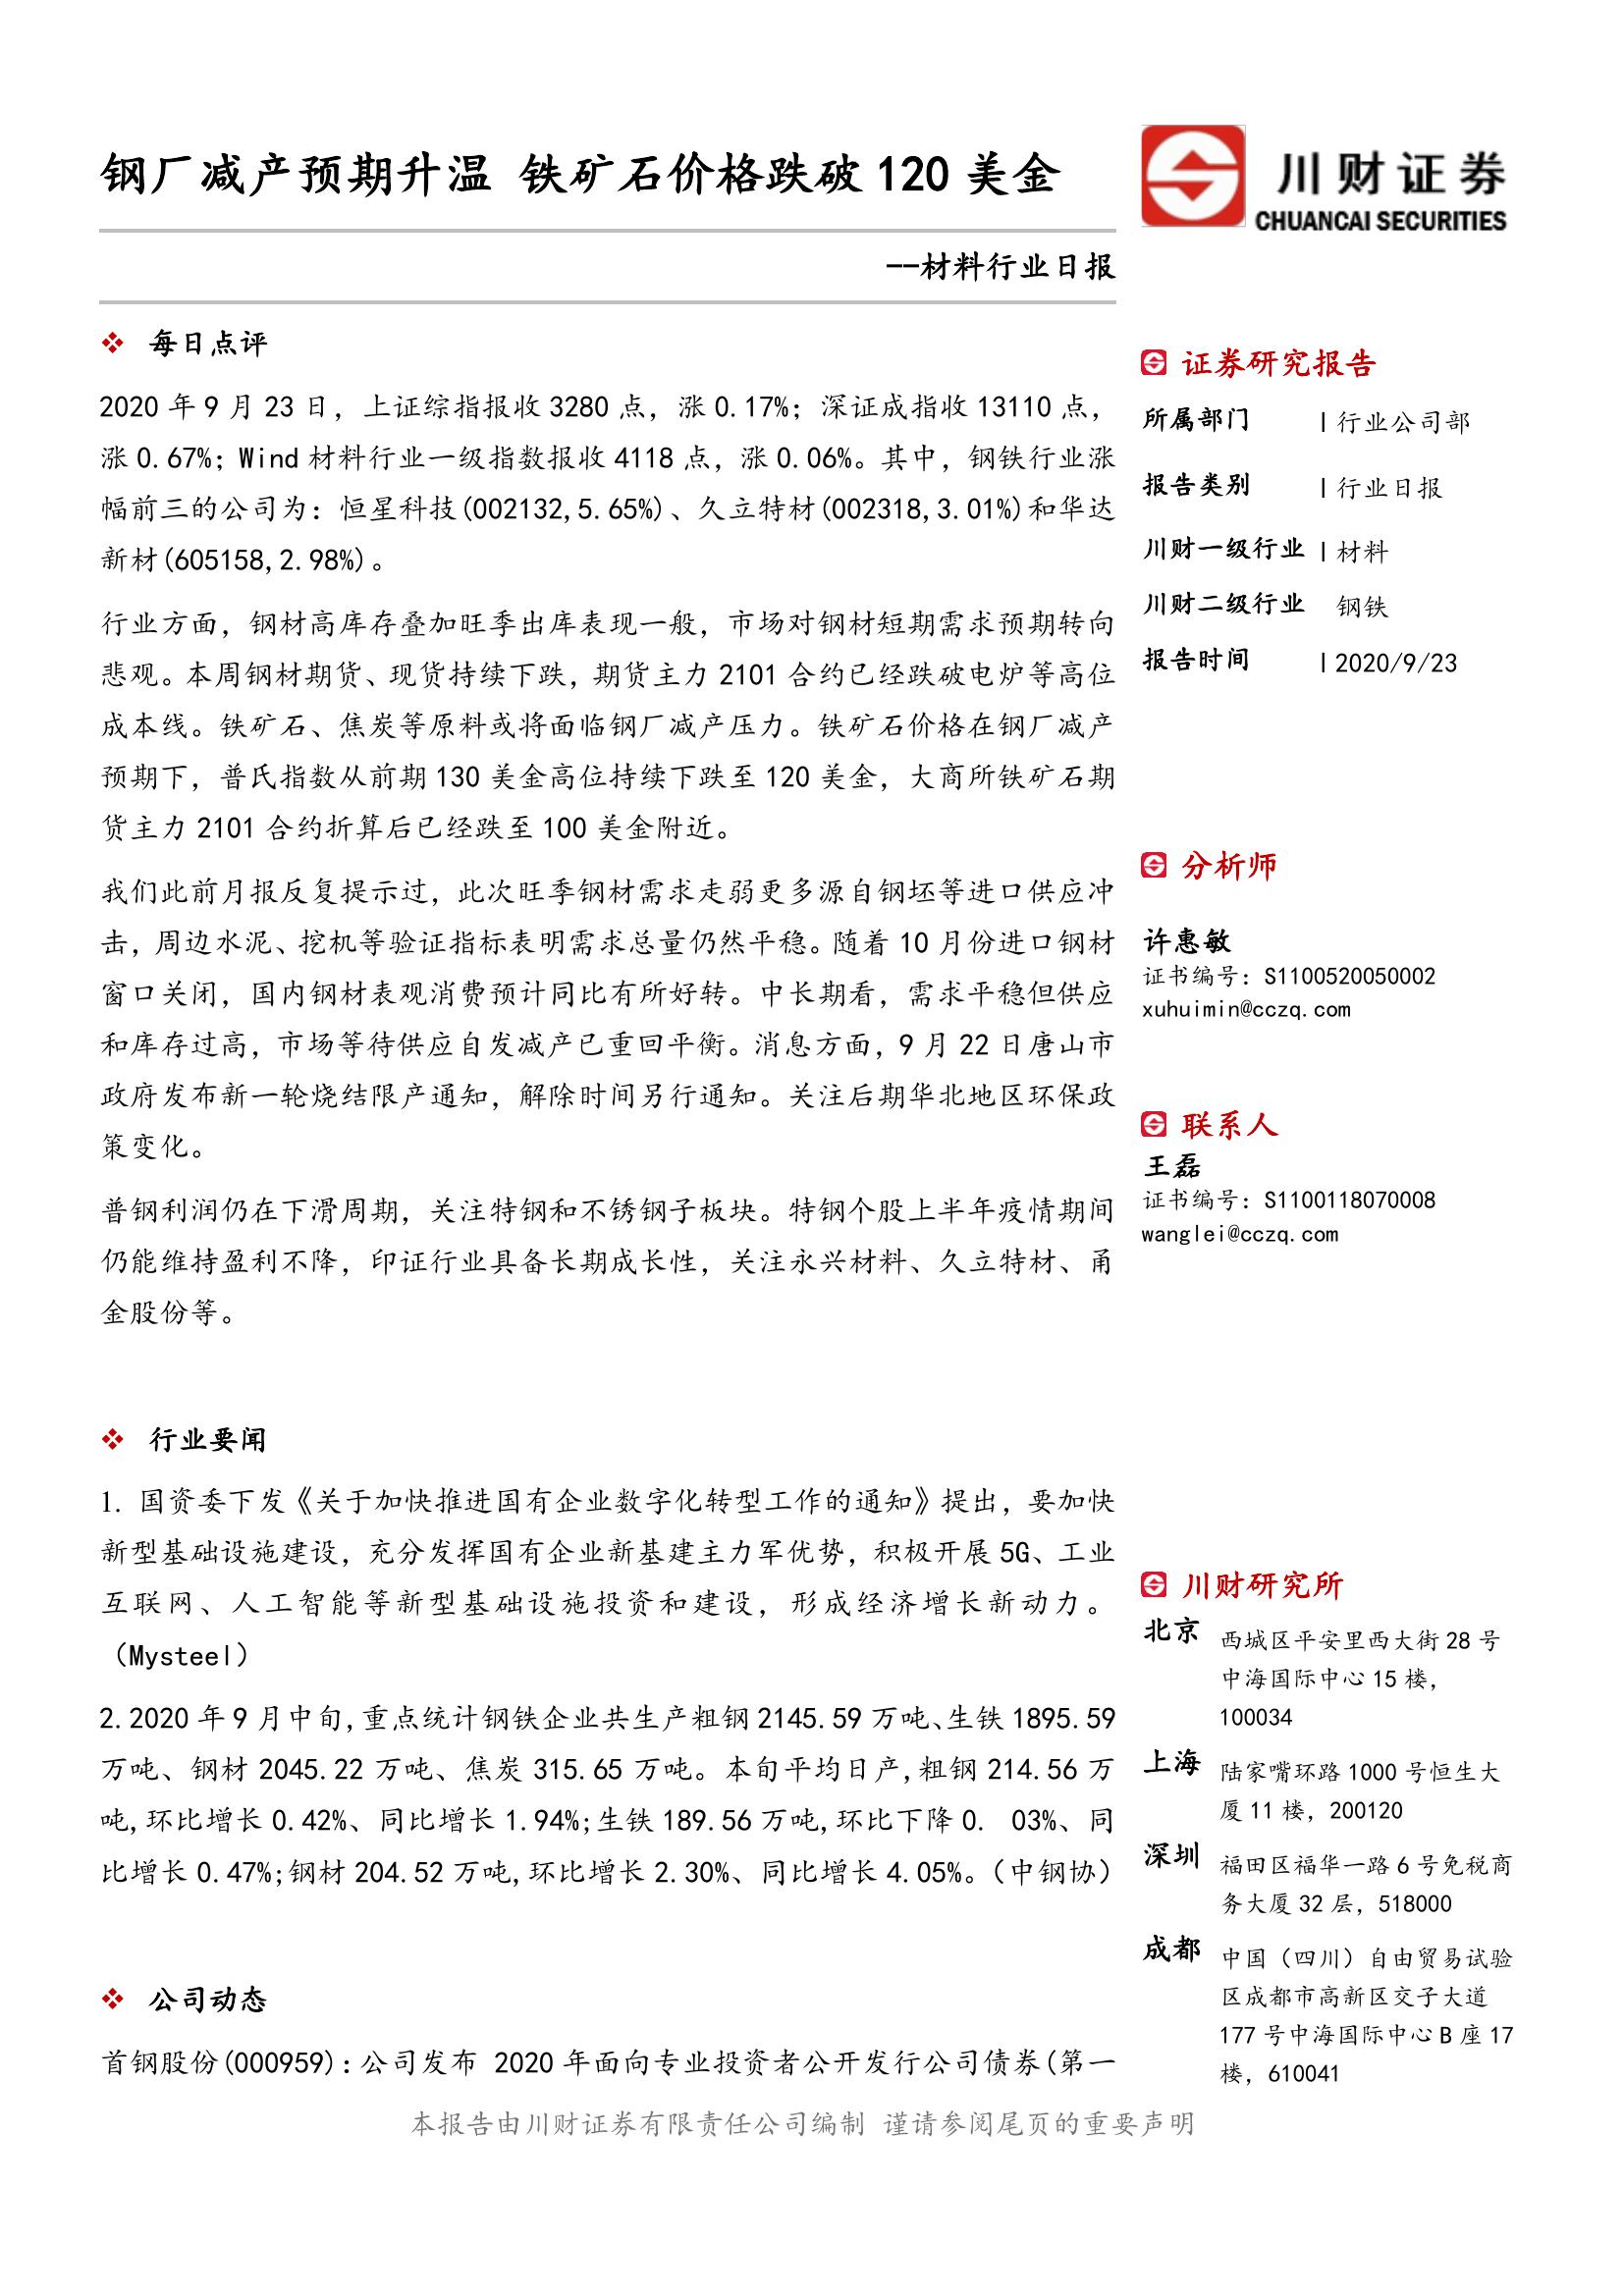 钢厂减产预期升温 铁矿石价格跌破 120 美金
--材料行业日报
川财证券
CHUANCAI SECURITIES
每日点评
2020 年 9 月 23 日，上证综指报收 3280 点，涨 0.17%；深证成指收 13110 点，
涨 0.67%；Wind 材料行业一级指数报收 4118 点，涨 0.06%。其中，钢铁行业涨
幅前三的公司为：恒星科技(002132,5.65%)、久立特材(002318,3.01%)和华达
新材(605158,2.98%)。
行业方面，钢材高库存叠加旺季出库表现一般，市场对钢材短期需求预期转向
悲观。本周钢材期货、现货持续下跌，期货主力 2101 合约已经跌破电炉等高位
成本线。铁矿石、焦炭等原料或将面临钢厂减产压力。铁矿石价格在钢厂减产
预期下，普氏指数从前期 130 美金高位持续下跌至 120 美金，大商所铁矿石期
货主力 2101 合约折算后已经跌至 100 美金附近。
我们此前月报反复提示过，此次旺季钢材需求走弱更多源自钢坯等进口供应冲
击，周边水泥、挖机等验证指标表明需求总量仍然平稳。随着 10 月份进口钢材
窗口关闭，国内钢材表观消费预计同比有所好转。中长期看，需求平稳但供应
和库存过高，市场等待供应自发减产已重回平衡。消息方面，9 月 22 日唐山市
政府发布新一轮烧结限产通知，解除时间另行通知。关注后期华北地区环保政
策变化。
普钢利润仍在下滑周期，关注特钢和不锈钢子板块。特钢个股上半年疫情期间
仍能维持盈利不降，印证行业具备长期成长性，关注永兴材料、久立特材、甬
金股份等。
行业要闻
1. 国资委下发《关于加快推进国有企业数字化转型工作的通知》提出，要加快
新型基础设施建设，充分发挥国有企业新基建主力军优势，积极开展 5G、工业
互联网、人工智能等新型基础设施投资和建设，形成经济增长新动力。
（Mysteel）
2.2020 年 9 月中旬,重点统计钢铁企业共生产粗钢 2145.59 万吨、生铁 1895.59
万吨、钢材 2045.22 万吨、焦炭 315.65 万吨。本旬平均日产,粗钢 214.56 万
吨,环比增长 0.42%、同比增长 1.94%;生铁 189.56 万吨,环比下降 0. 03%、同
比增长 0.47%;钢材 204.52 万吨,环比增长 2.30%、同比增长 4.05%。（中钢协）
公司动态
首钢股份(000959):公司发布 2020 年面向专业投资者公开发行公司债券(第一
证券研究报告
所属部门 | 行业公司部
报告类别 | 行业日报
川财一级行业 | 材料
川财二级行业 钢铁
报告时间 | 2020/9/23
分析师
许惠敏
证书编号：S1100520050002
xuhuimin@cczq.com
联系人
王磊
证书编号：S1100118070008
wanglei@cczq.com
川财研究所
北京 西城区平安里西大街 28 号
中海国际中心 15 楼，
100034
上海 陆家嘴环路 1000 号恒生大
厦 11 楼，200120
深圳 福田区福华一路 6 号免税商
务大厦 32 层，518000
成都 中国（四川）自由贸易试验
区成都市高新区交子大道
177 号中海国际中心 B 座 17
楼，610041
本报告由川财证券有限责任公司编制 谨请参阅尾页的重要声明